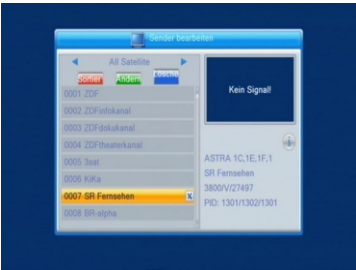 Sender bearbeiten
All Satellite
Sortier Ändern Lösche
0001 ZDF
0002 ZDFinfokanal
0003 ZDFdokukanal
0004 ZDFtheaterkanal
0005 3sat
0006 KiKa
0007 SR Fernsehen
0008 BR-alpha
Kein Signal!
ASTRA 1C,1E,1F,1
SR Fernsehen
3800/V/27497
PID: 1301/1302/1301